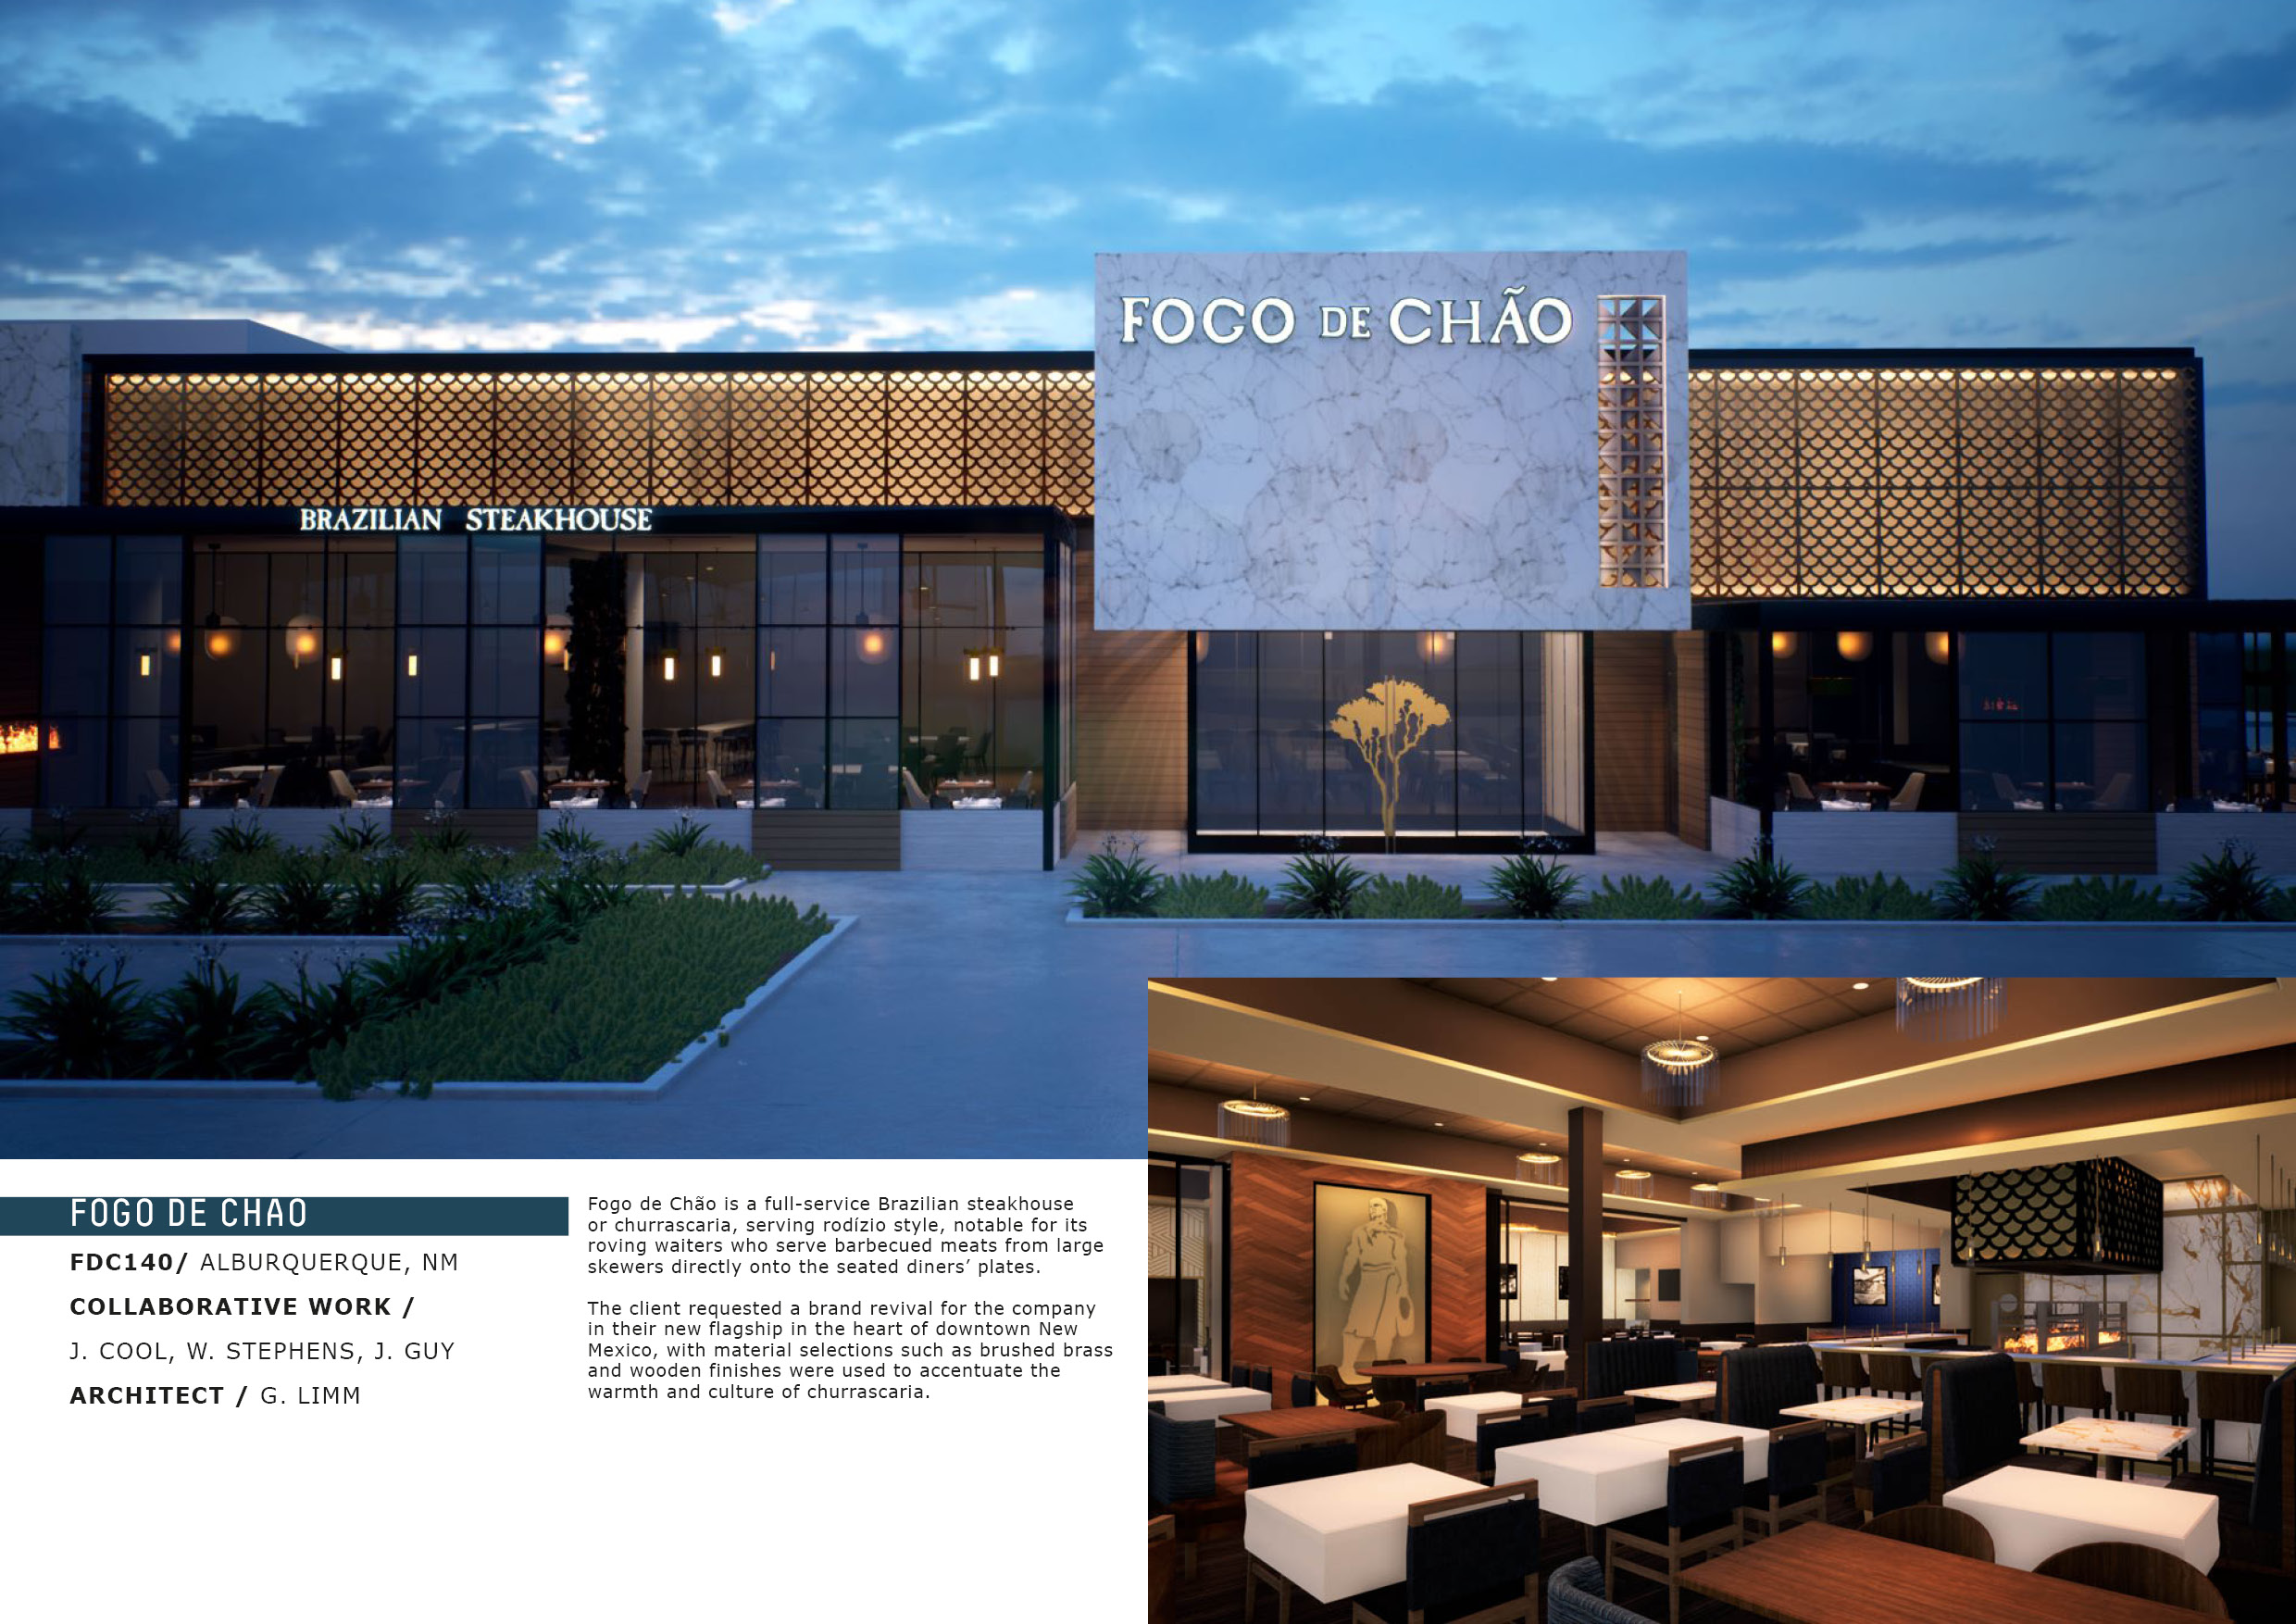 FOGO DE CHÃO
BRAZILIAN STEAKHOUSE
FOGO DE CHAO
FDC140/ ALBURQUERQUE, NM
COLLABORATIVE WORK /
J. COOL, W. STEPHENS, J. GUY
ARCHITECT / G. LIMM
Fogo de Chão is a full-service Brazilian steakhouse
or churrascaria, serving rodízio style, notable for its
roving waiters who serve barbecued meats from large
skewers directly onto the seated diners’ plates.
The client requested a brand revival for the company
in their new flagship in the heart of downtown New
Mexico, with material selections such as brushed brass
and wooden finishes were used to accentuate the
warmth and culture of churrascaria.